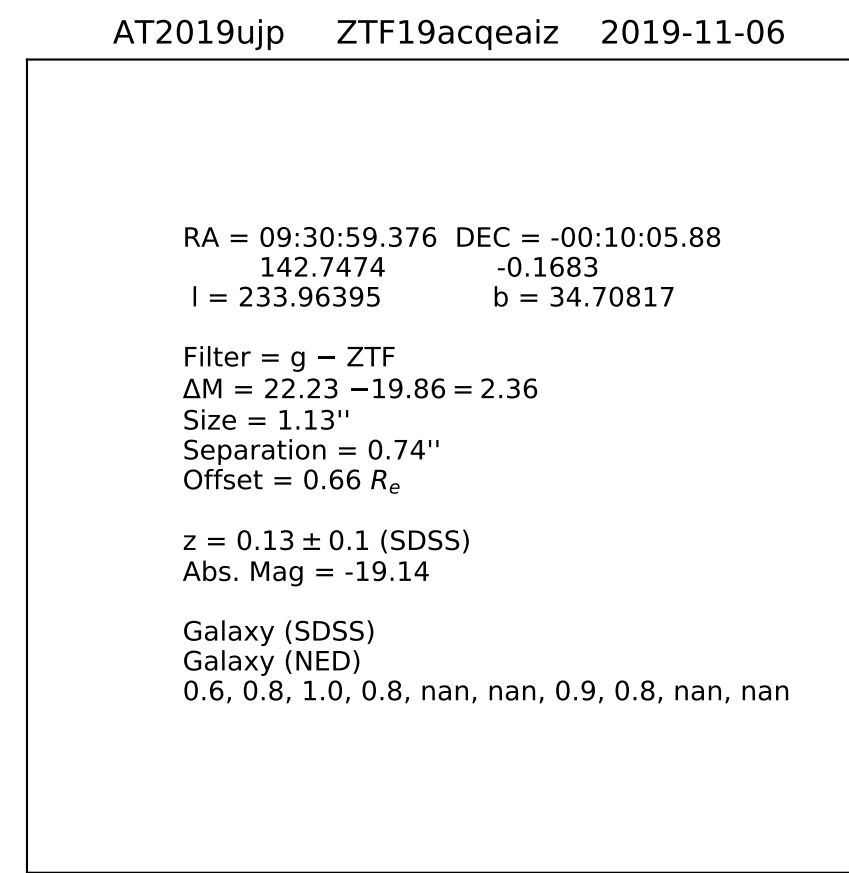 AT2019ujp ZTF19acqeaiz 2019-11-06
RA = 09:30:59.376 DEC = -00:10:05.88
142.7474 -0.1683
l = 233.96395 b = 34.70817
Filter = g − ZTF
ΔM = 22.23 −19.86 = 2.36
Size = 1.13''
Separation = 0.74''
Offset = 0.66 Re
z = 0.13 ± 0.1 (SDSS)
Abs. Mag = -19.14
Galaxy (SDSS)
Galaxy (NED)
0.6, 0.8, 1.0, 0.8, nan, nan, 0.9, 0.8, nan, nan